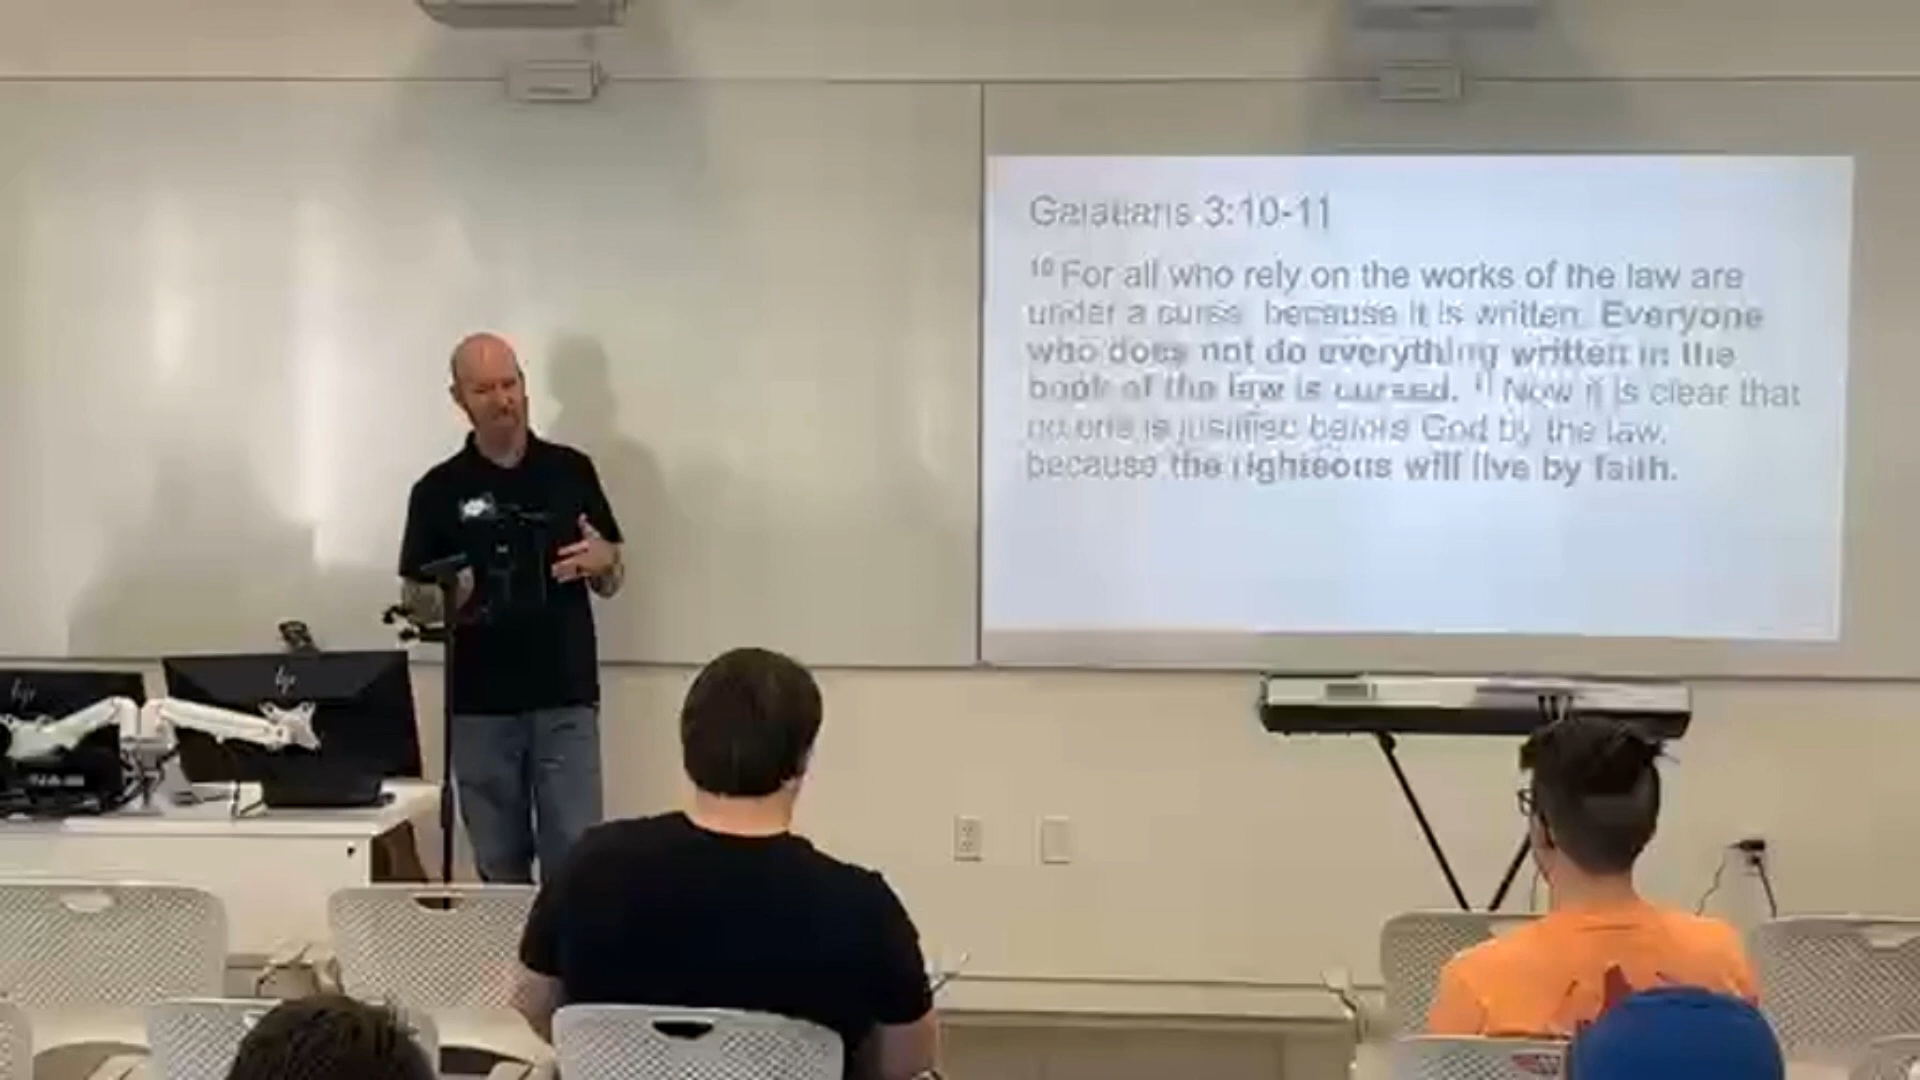 Galatians 3:10-11
10 For all who rely on the works of the law are
under a curse, because it is written, Everyone
who does not do everything written in the
book of the law is cursed. 11 Now it is clear that
no one is justified before God by the law,
because the righteous will live by faith.
hp
hp